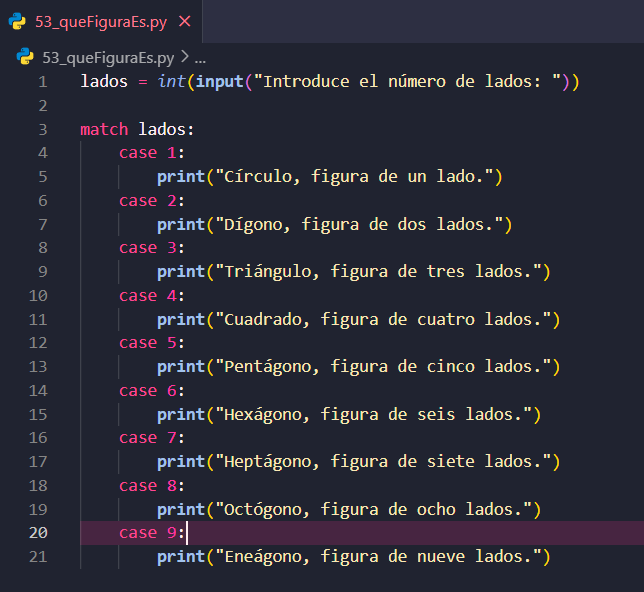 53_queFiguraEs.py ×
53_queFiguraEs.py > ...
1 lados = int(input("Introduce el número de lados: "))
2
3 match lados:
4 case 1:
5 print("Círculo, figura de un lado.")
6 case 2:
7 print("Dígono, figura de dos lados.")
8 case 3:
9 print("Triángulo, figura de tres lados.")
10 case 4:
11 print("Cuadrado, figura de cuatro lados.")
12 case 5:
13 print("Pentágono, figura de cinco lados.")
14 case 6:
15 print("Hexágono, figura de seis lados.")
16 case 7:
17 print("Heptágono, figura de siete lados.")
18 case 8:
19 print("Octógono, figura de ocho lados.")
20 case 9:
21 print("Eneágono, figura de nueve lados.")